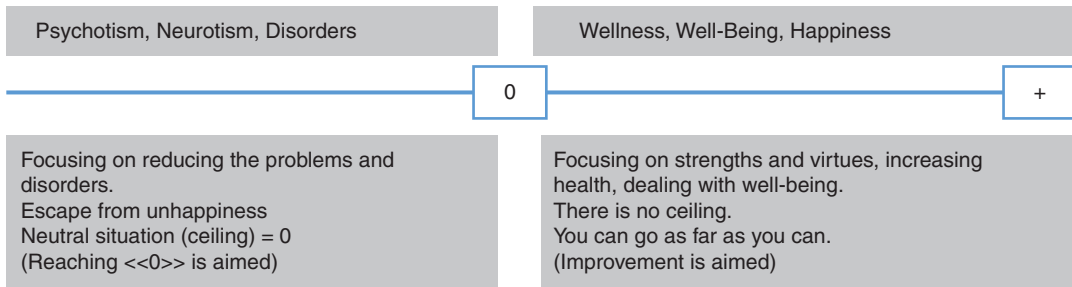 Psychotism, Neurotism, Disorders
Wellness, Well-Being, Happiness
0
+
Focusing on reducing the problems and
disorders.
Escape from unhappiness
Neutral situation (ceiling) = 0
(Reaching <<0>> is aimed)
Focusing on strengths and virtues, increasing
health, dealing with well-being.
There is no ceiling.
You can go as far as you can.
(Improvement is aimed)